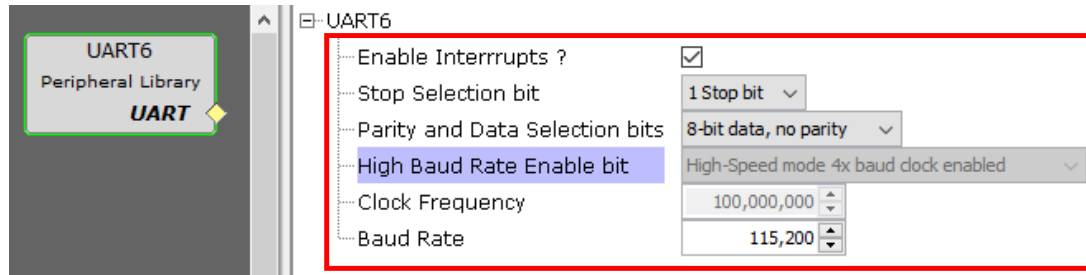 UART6
Peripheral Library
UART
UART6
Enable Interrrupts ?
Stop Selection bit 1 Stop bit
Parity and Data Selection bits 8-bit data, no parity
High Baud Rate Enable bit High-Speed mode 4x baud clock enabled
Clock Frequency 100,000,000
Baud Rate 115,200